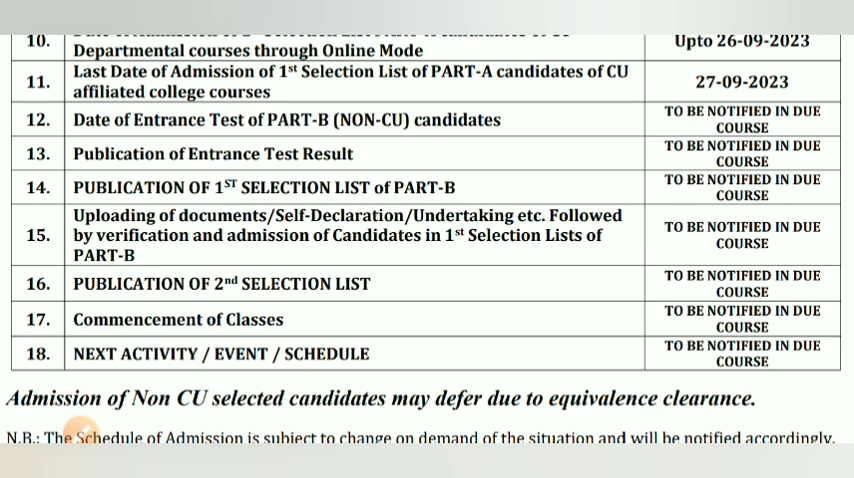 10.
Departmental courses through Online Mode
Upto 26-09-2023
11.
Last Date of Admission of 1st Selection List of PART-A candidates of CU
affiliated college courses
27-09-2023
12.
Date of Entrance Test of PART-B (NON-CU) candidates
TO BE NOTIFIED IN DUE
COURSE
13.
Publication of Entrance Test Result
TO BE NOTIFIED IN DUE
COURSE
14.
PUBLICATION OF 1ST SELECTION LIST of PART-B
TO BE NOTIFIED IN DUE
COURSE
15.
Uploading of documents/Self-Declaration/Undertaking etc. Followed
by verification and admission of Candidates in 1st Selection Lists of
PART-B
TO BE NOTIFIED IN DUE
COURSE
16.
PUBLICATION OF 2nd SELECTION LIST
TO BE NOTIFIED IN DUE
COURSE
17.
Commencement of Classes
TO BE NOTIFIED IN DUE
COURSE
18.
NEXT ACTIVITY / EVENT / SCHEDULE
TO BE NOTIFIED IN DUE
COURSE
Admission of Non CU selected candidates may defer due to equivalence clearance.
N.B.: The Schedule of Admission is subject to change on demand of the situation and will be notified accordingly.